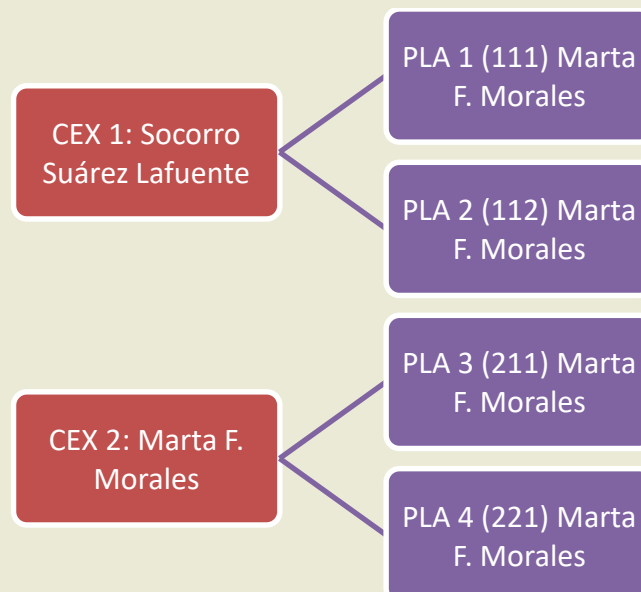 CEX 1: Socorro
Suárez Lafuente
PLA 1 (111) Marta
F. Morales
PLA 2 (112) Marta
F. Morales
CEX 2: Marta F.
Morales
PLA 3 (211) Marta
F. Morales
PLA 4 (221) Marta
F. Morales